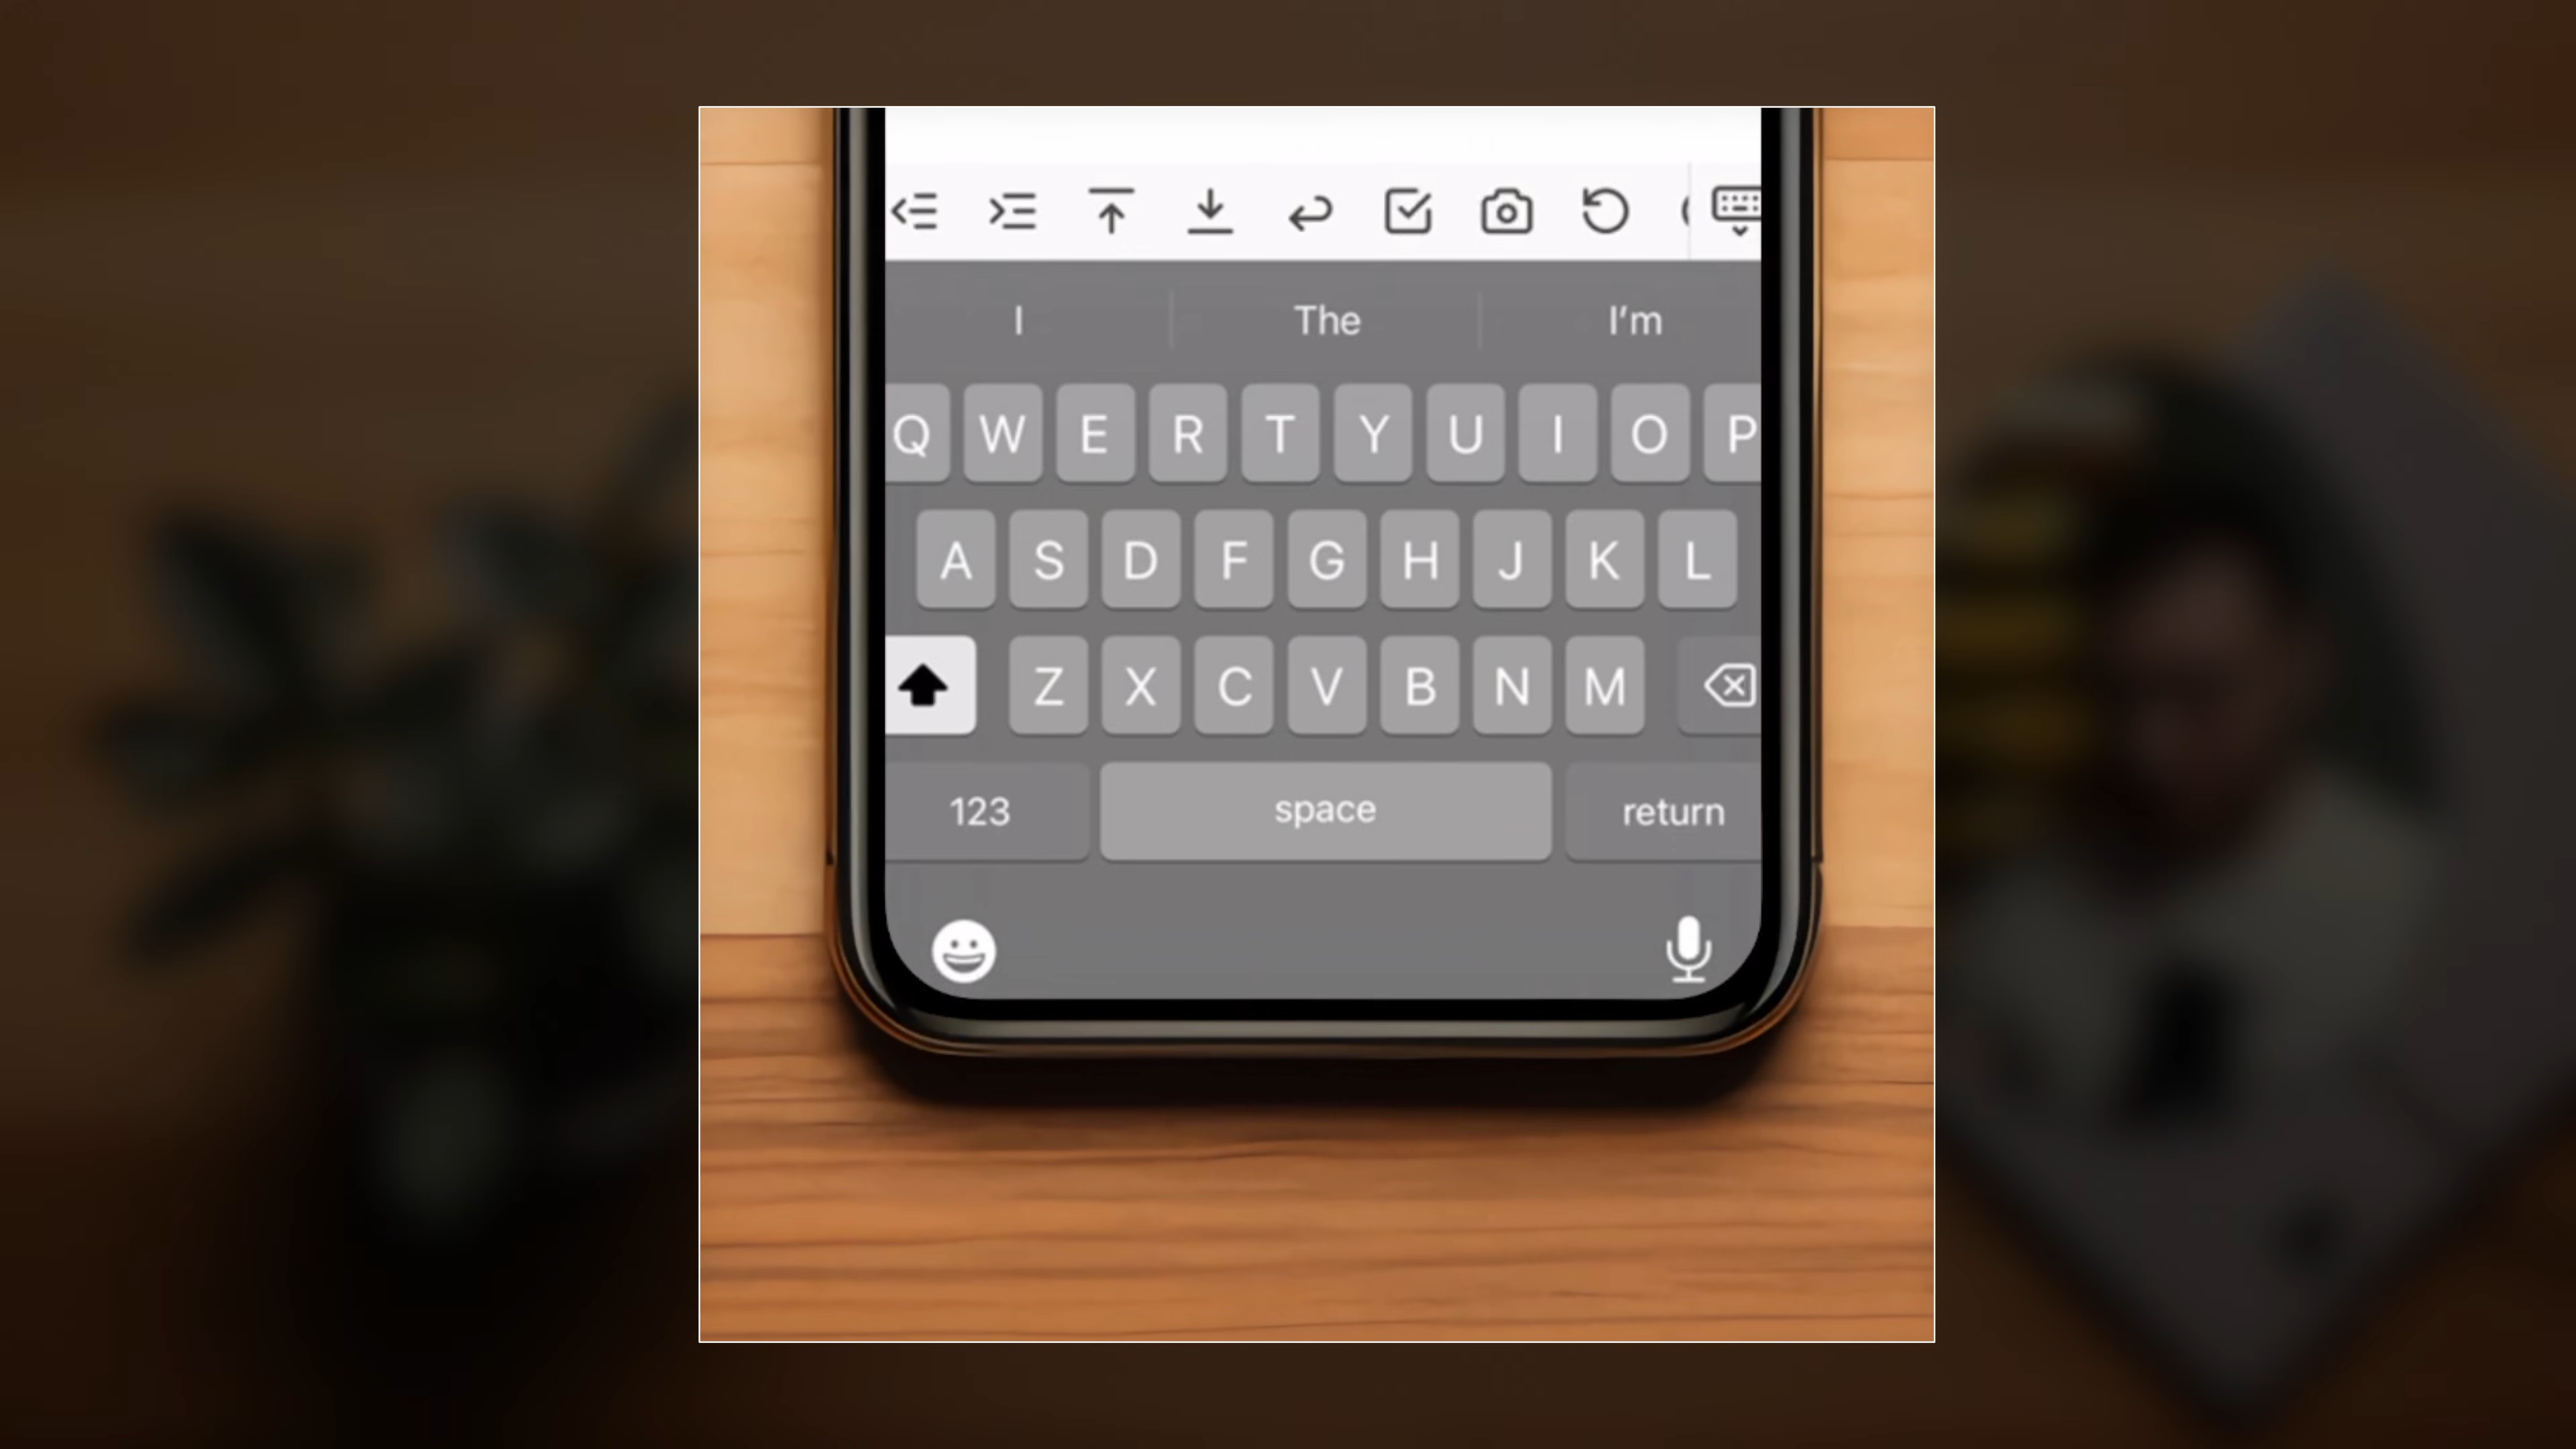 I The I'm
Q W E R T Y U I O P
A S D F G H J K L
Z X C V B N M
123 space return